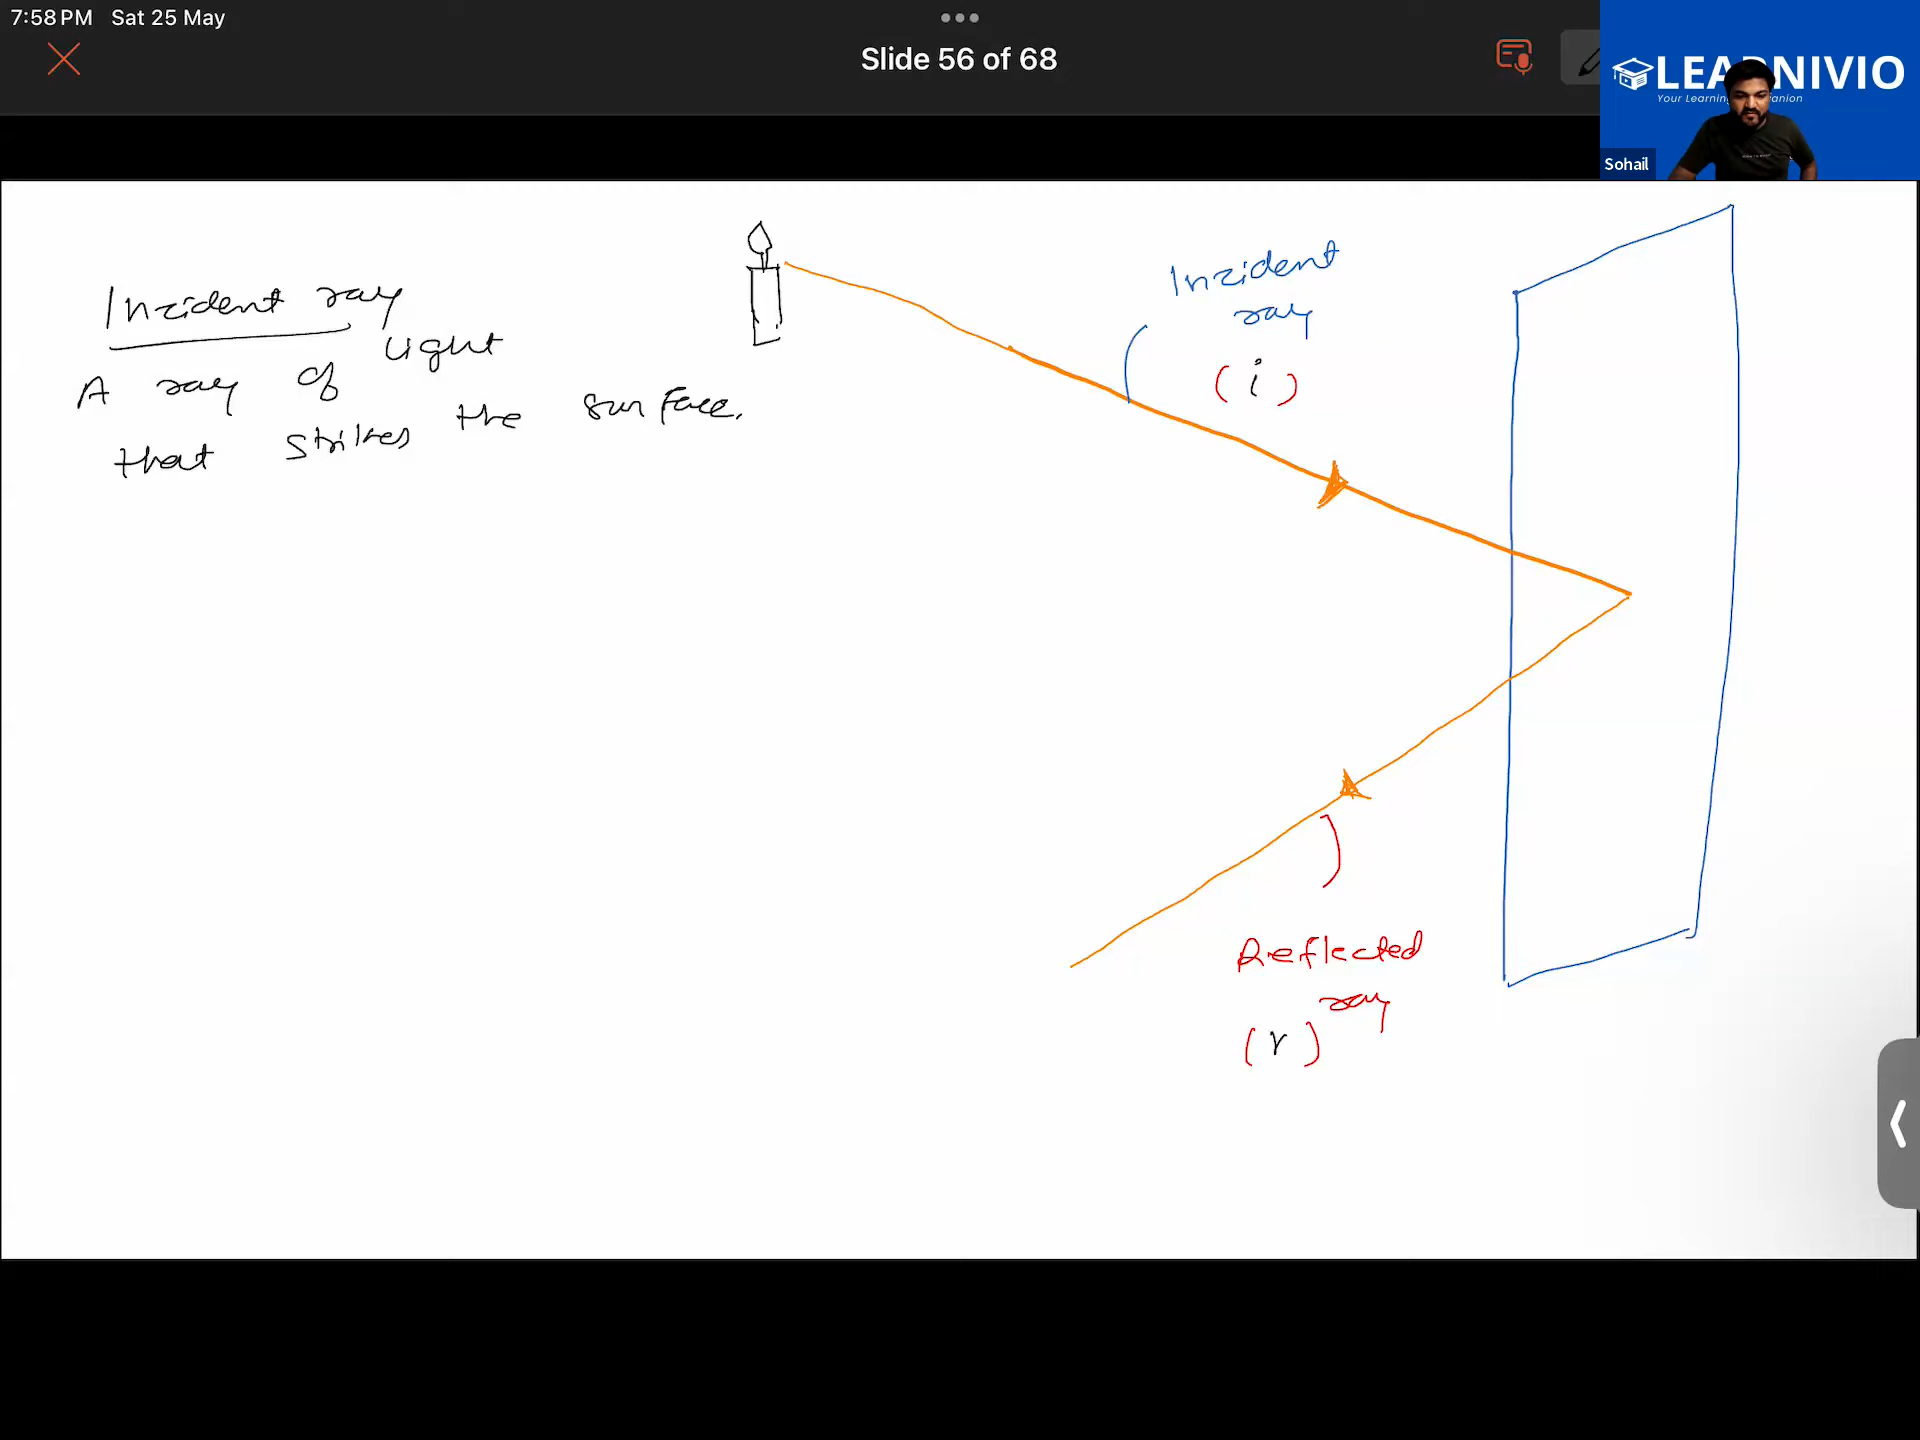 7:58 PM Sat 25 May
Slide 56 of 68
LEARNIVIO
Sohail
Incident ray
A ray of light
that strikes the surface.
Incident
ray
(i)
Reflected
ray
(r)